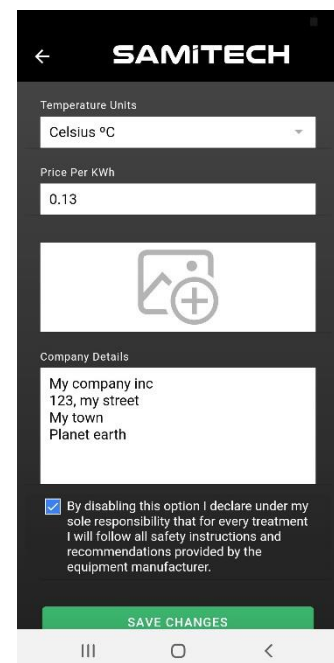 SAMiTECH
Temperature Units
Celsius ºC
Price Per KWh
0.13
Company Details
My company inc
123, my street
My town
Planet earth
By disabling this option I declare under my
sole responsibility that for every treatment
I will follow all safety instructions and
recommendations provided by the
equipment manufacturer.
SAVE CHANGES